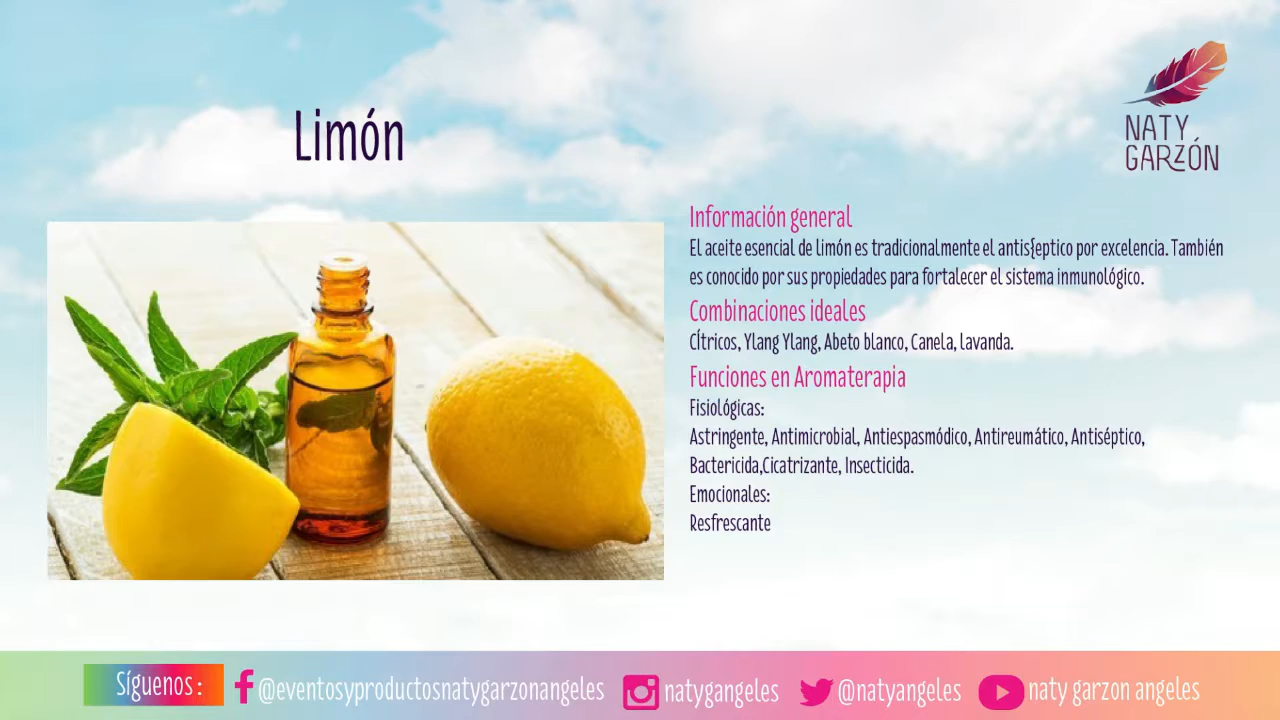 Limón
NATY
GARZÓN
Información general
El aceite esencial de limón es tradicionalmente el antis{eptico por excelencia. También
es conocido por sus propiedades para fortalecer el sistema inmunológico.
Combinaciones ideales
CÍtricos, Ylang Ylang, Abeto blanco, Canela, lavanda.
Funciones en Aromaterapia
Fisiológicas:
Astringente, Antimicrobial, Antiespasmódico, Antireumático, Antiséptico,
Bactericida,Cicatrizante, Insecticida.
Emocionales:
Resfrescante
Síguenos: @eventosyproductosnatygarzonangeles natygangeles @natyangeles naty garzon angeles